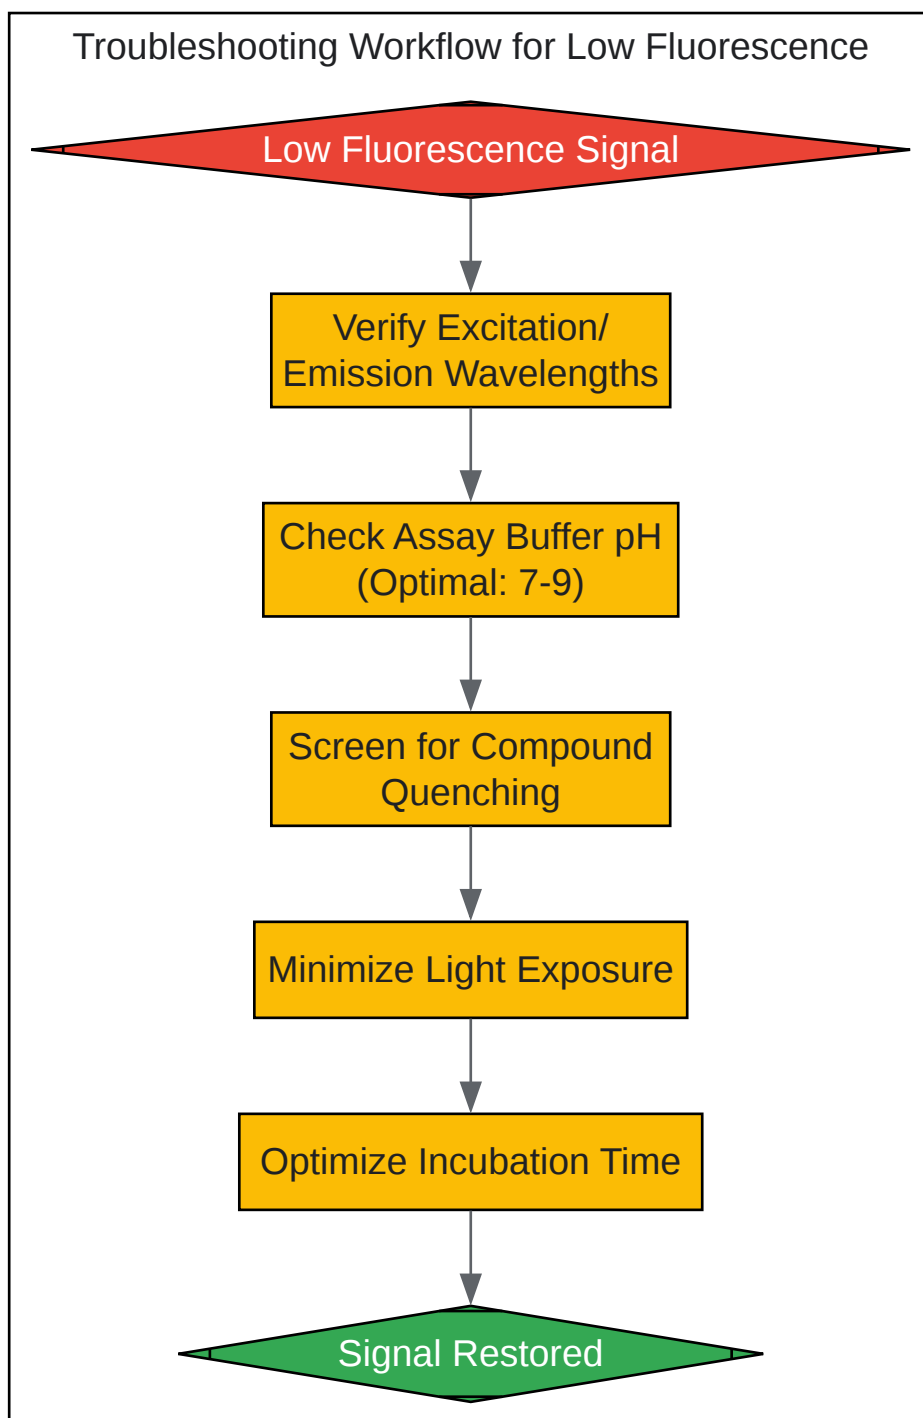 Troubleshooting Workflow for Low Fluorescence
Low Fluorescence Signal
Verify Excitation/
Emission Wavelengths
Check Assay Buffer pH
(Optimal: 7-9)
Screen for Compound
Quenching
Minimize Light Exposure
Optimize Incubation Time
Signal Restored